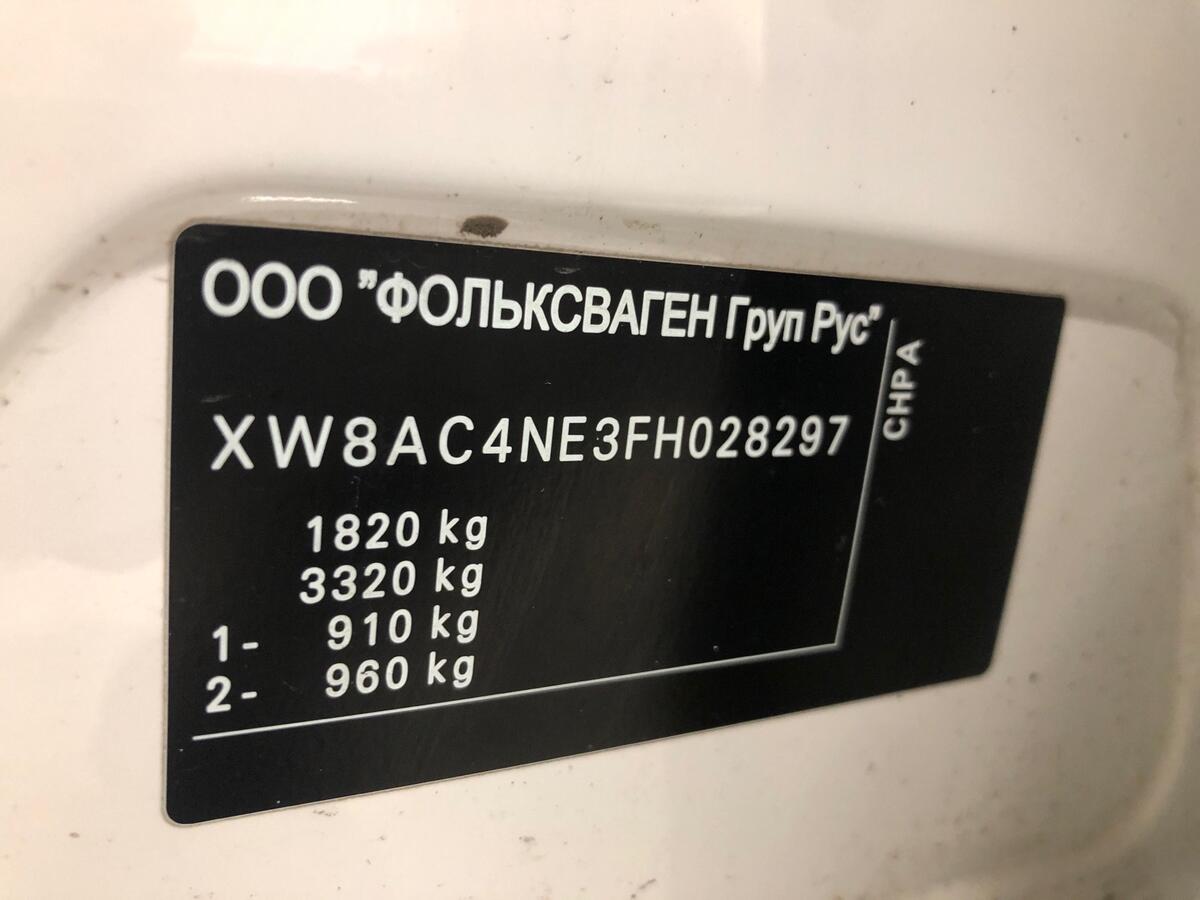 ООО "ФОЛЬКСВАГЕН Груп Рус"
XW8AC4NE3FH028297
1820 kg
3320 kg
1- 910 kg
2- 960 kg
CHPA